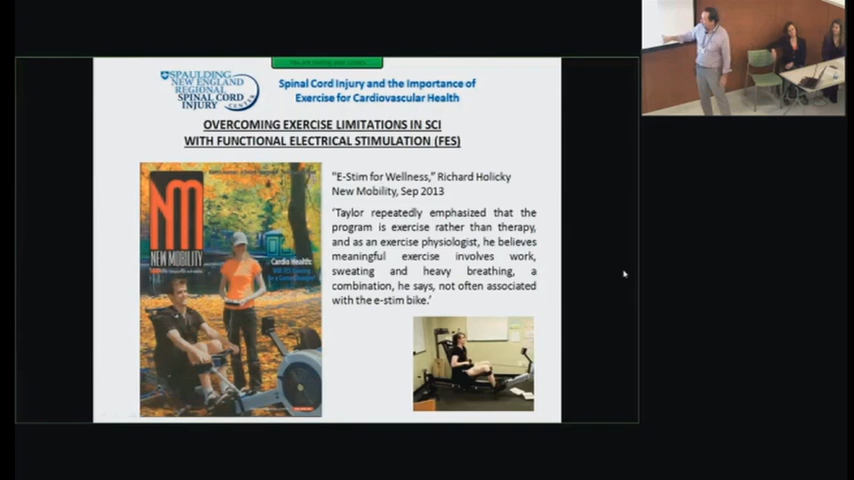 SPAULDING
NEW ENGLAND
REGIONAL
SPINAL CORD
INJURY
CENTER
Spinal Cord Injury and the Importance of
Exercise for Cardiovascular Health
OVERCOMING EXERCISE LIMITATIONS IN SCI
WITH FUNCTIONAL ELECTRICAL STIMULATION (FES)
NM
NEW MOBILITY
Cardio Health:
"E-Stim for Wellness," Richard Holicky
New Mobility, Sep 2013
'Taylor repeatedly emphasized that the
program is exercise rather than therapy,
and as an exercise physiologist, he believes
meaningful exercise involves work,
sweating and heavy breathing, a
combination, he says, not often associated
with the e-stim bike.'